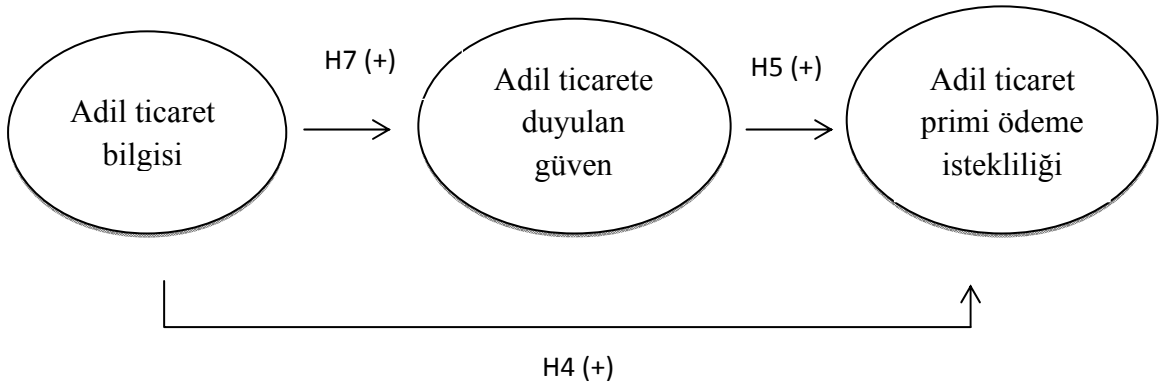 Adil ticaret
bilgisi
H7 (+)
Adil ticarete
duyulan
güven
H5 (+)
Adil ticaret
primi ödeme
istekliliği
H4 (+)